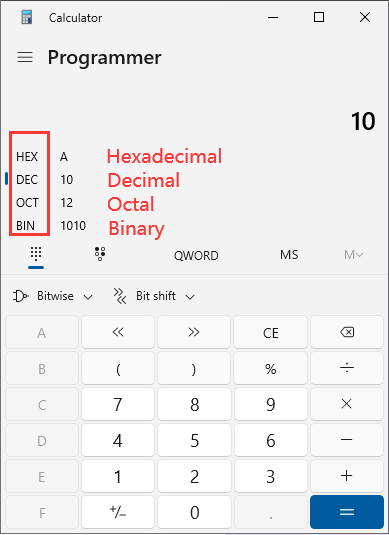 Calculator
Programmer
10
HEX A Hexadecimal
DEC 10 Decimal
OCT 12 Octal
BIN 1010 Binary
QWORD MS M
Bitwise Bit shift
A << >> CE
B ( ) % ÷
C 7 8 9 ×
D 4 5 6 −
E 1 2 3 +
F +/− 0 . =